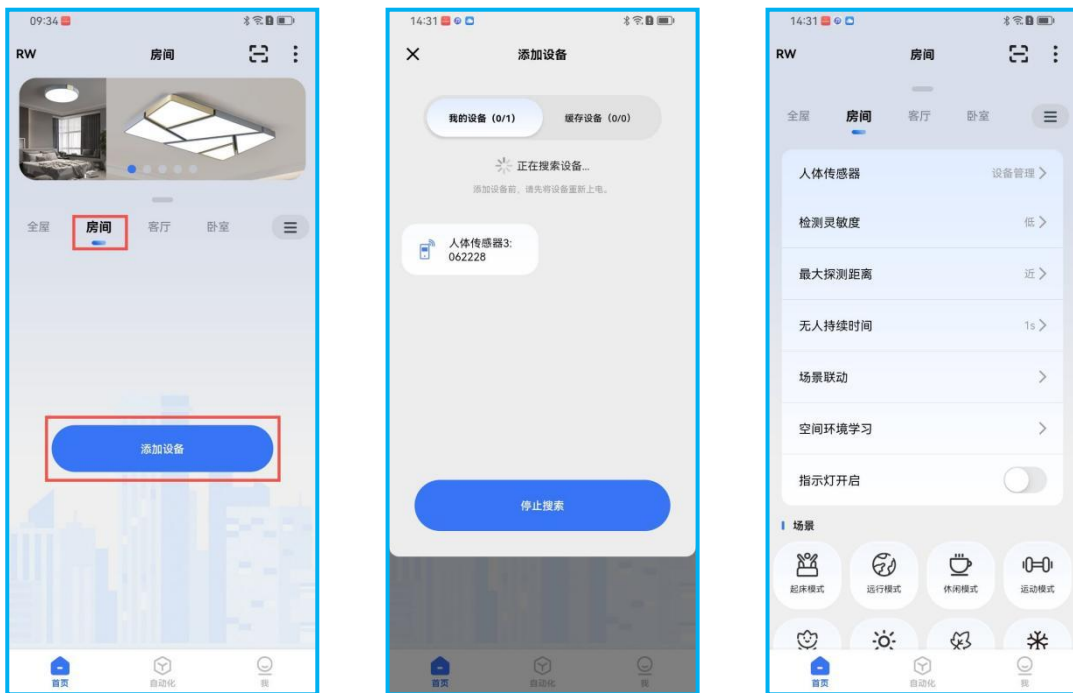 09:34
RW
房间
全屋
房间
客厅
卧室
添加设备
首页
自动化
我
14:31
添加设备
我的设备（0/1）
缓存设备（0/0）
正在搜索设备...
添加设备前，请先将设备重新上电。
人体传感器3:
062228
停止搜索
首页
自动化
我
14:31
RW
房间
全屋
房间
客厅
卧室
人体传感器
设备管理
检测灵敏度
低
最大探测距离
近
无人持续时间
1s
场景联动
空间环境学习
指示灯开启
场景
起床模式
远行模式
休闲模式
运动模式
首页
自动化
我